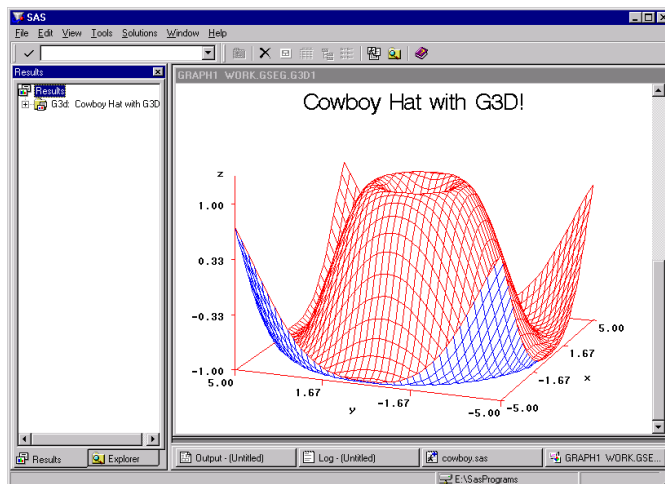 SAS
File Edit View Tools Solutions Window Help
Results
Results
G3d: Cowboy Hat with G3D
GRAPH1 WORK.GSEG.G3D1
Cowboy Hat with G3D!
z
1.00
0.33
-0.33
-1.00
5.00
1.67
-1.67
-5.00
y
5.00
1.67
-1.67
-5.00
x
Results
Explorer
Output - (Untitled)
Log - (Untitled)
cowboy.sas
GRAPH1 WORK.GSE...
E:\SasPrograms